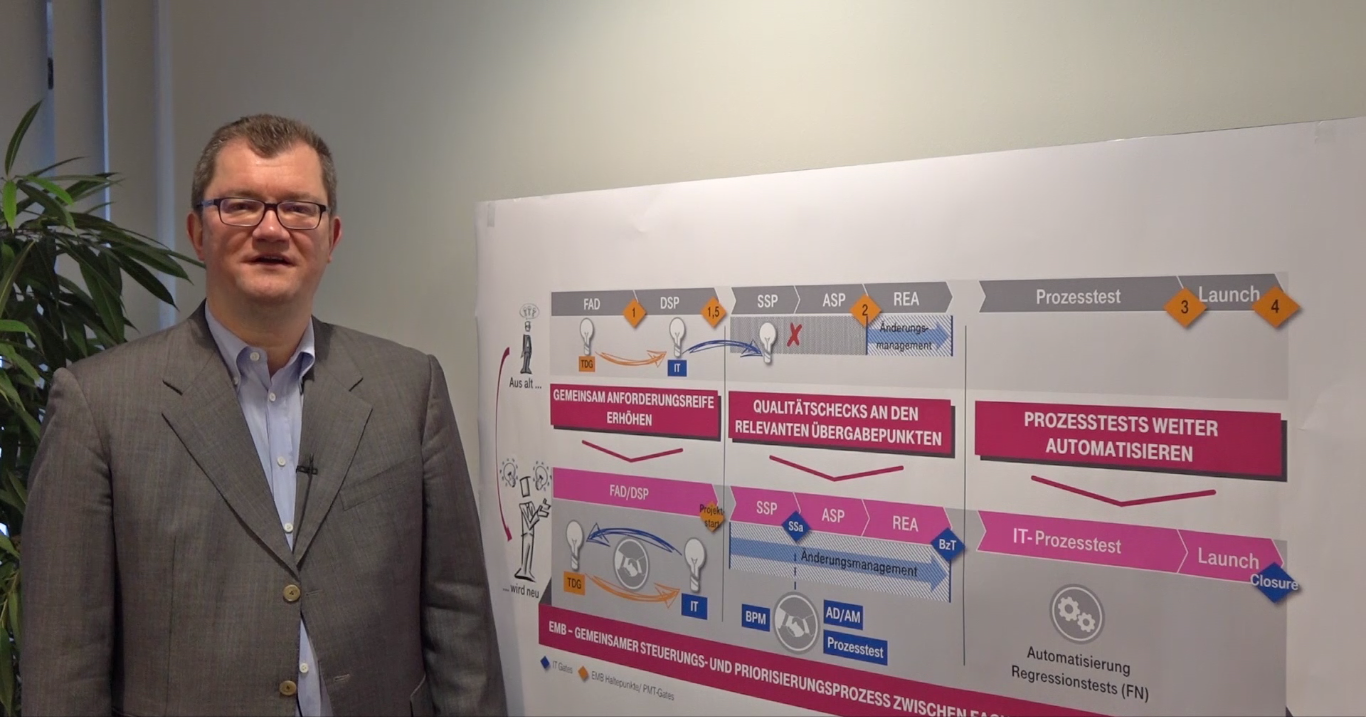 FAD
1
DSP
1,5
SSP
ASP
2
REA
Prozesstest
3
Launch
4
TDG
IT
✗
Änderungs-
management
Aus alt ...
GEMEINSAM ANFORDERUNGSREIFE
ERHÖHEN
QUALITÄTSCHECKS AN DEN
RELEVANTEN ÜBERGABEPUNKTEN
PROZESSTESTS WEITER
AUTOMATISIEREN
FAD/DSP
Projekt
start
SSP
SSa
ASP
REA
BzT
IT-Prozesstest
Launch
Closure
Änderungsmanagement
TDG
IT
... wird neu
BPM
AD/AM
Prozesstest
Automatisierung
Regressionstests (FN)
EMB – GEMEINSAMER STEUERUNGS- UND PRIORISIERUNGSPROZESS ZWISCHEN
IT Gates
EMB Haltepunkte/ PMT-Gates